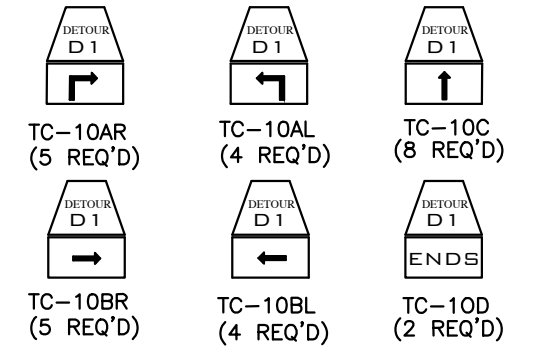 DETOUR
D1
TC-10AR
(5 REQ'D)
DETOUR
D1
TC-10AL
(4 REQ'D)
DETOUR
D1
TC-10C
(8 REQ'D)
DETOUR
D1
TC-10BR
(5 REQ'D)
DETOUR
D1
TC-10BL
(4 REQ'D)
DETOUR
D1
ENDS
TC-10D
(2 REQ'D)